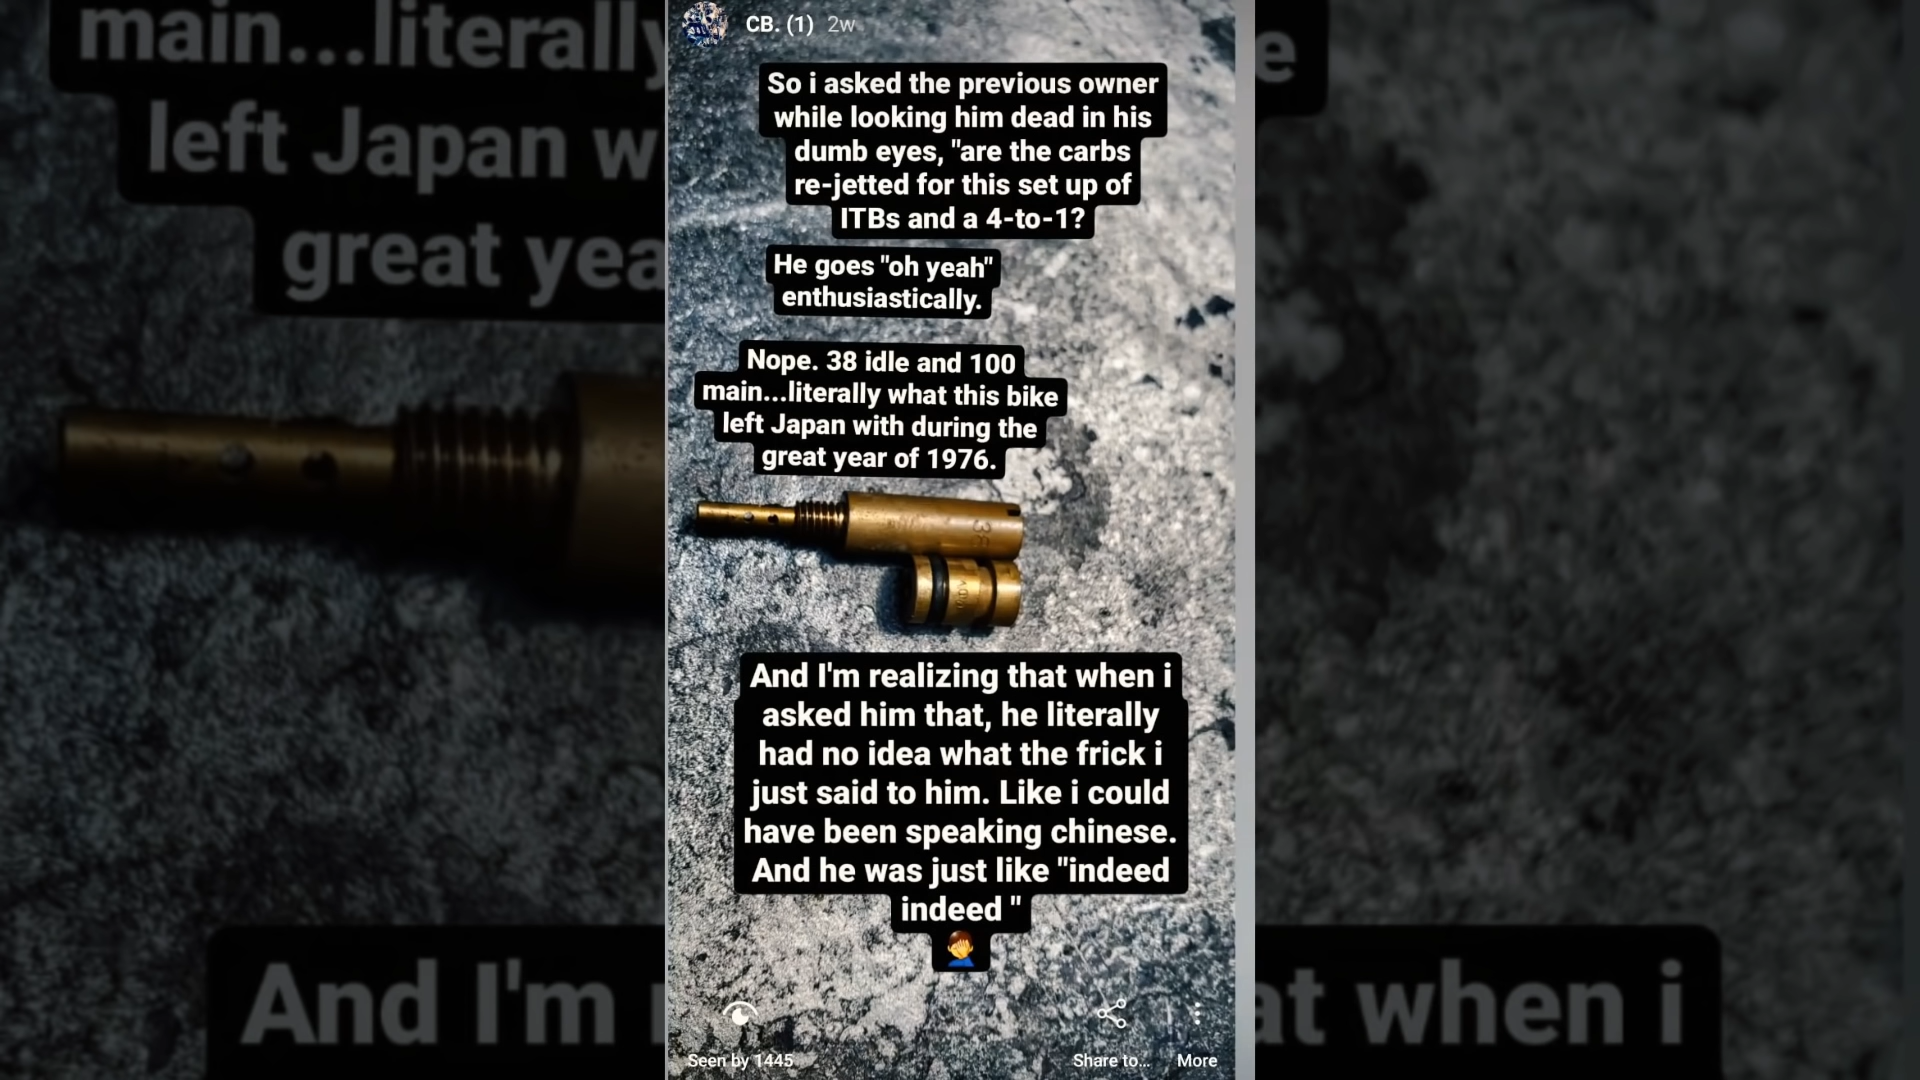 CB. (1) 2w
So i asked the previous owner
while looking him dead in his
dumb eyes, "are the carbs
re-jetted for this set up of
ITBs and a 4-to-1?
He goes "oh yeah"
enthusiastically.
Nope. 38 idle and 100
main...literally what this bike
left Japan with during the
great year of 1976.
38
And I'm realizing that when i
asked him that, he literally
had no idea what the frick i
just said to him. Like i could
have been speaking chinese.
And he was just like "indeed
indeed "
Seen by 1445
Share to...
More
main...literally
left Japan w
great yea
e
And I'm
at when i